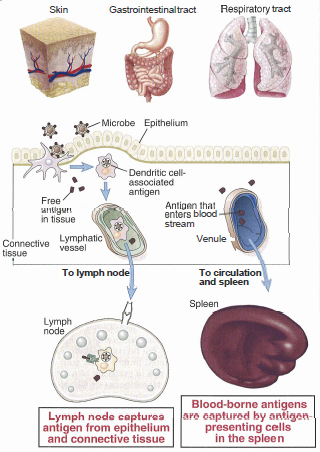 Skin
Gastrointestinal tract
Respiratory tract
Microbe
Epithelium
Dendritic cell-
associated
antigen
Free
antigen
in tissue
Antigen that
enters blood
stream
Lymphatic
vessel
Venule
Connective
tissue
To lymph node
To circulation
and spleen
Lymph
node
Spleen
Lymph node captures
antigen from epithelium
and connective tissue
Blood-borne antigens
are captured by antigen
presenting cells
in the spleen